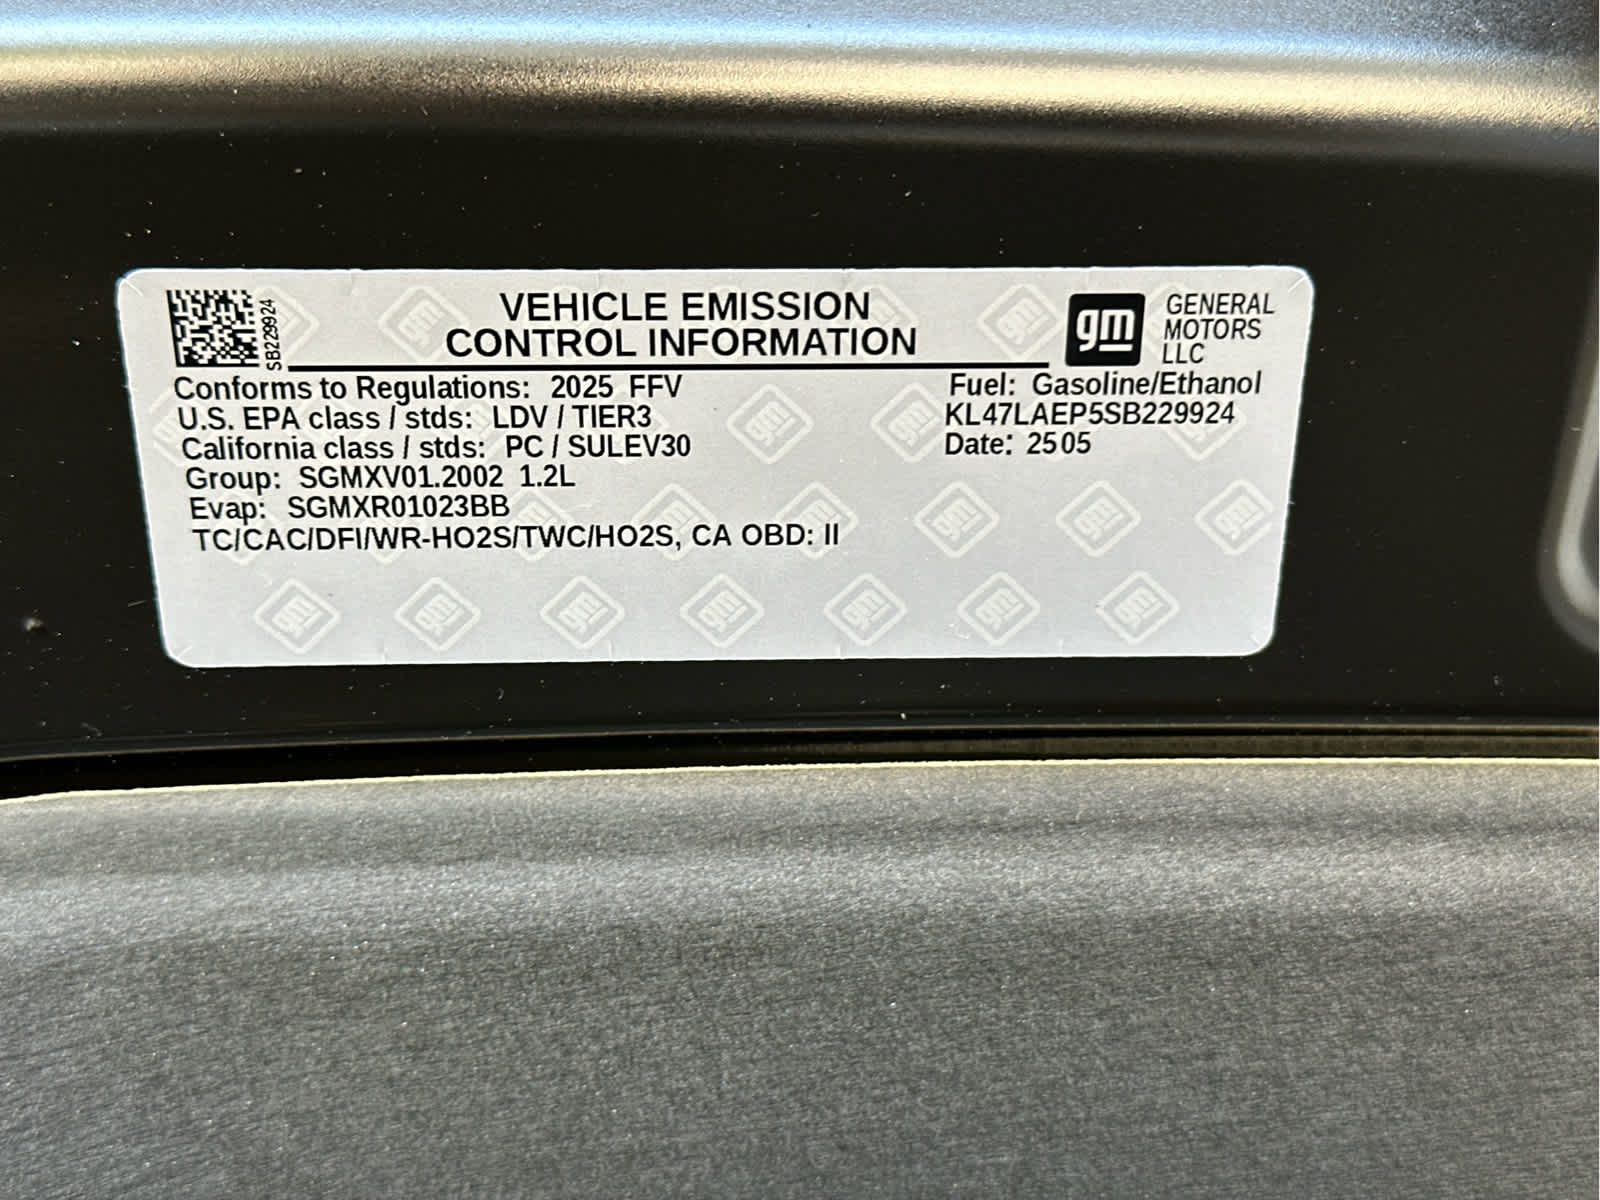 SB229924
VEHICLE EMISSION
CONTROL INFORMATION
gm
GENERAL
MOTORS
LLC
Conforms to Regulations: 2025 FFV
U.S. EPA class / stds: LDV / TIER3
California class / stds: PC / SULEV30
Group: SGMXV01.2002 1.2L
Evap: SGMXR01023BB
TC/CAC/DFI/WR-HO2S/TWC/HO2S, CA OBD: II
Fuel: Gasoline/Ethanol
KL47LAEP5SB229924
Date: 2505